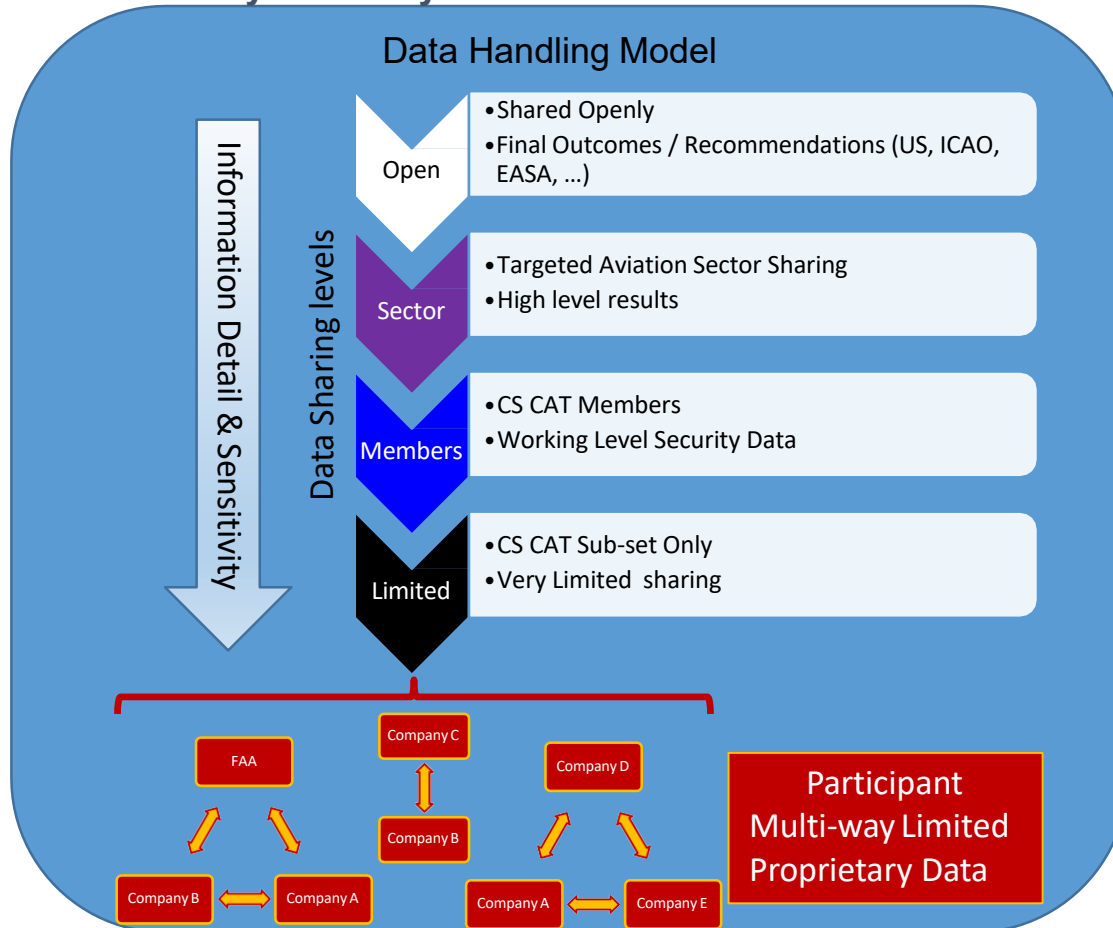 Data Handling Model
Information Detail & Sensitivity
Data Sharing levels
Open
•Shared Openly
•Final Outcomes / Recommendations (US, ICAO,
EASA, ...)
Sector
•Targeted Aviation Sector Sharing
•High level results
Members
•CS CAT Members
•Working Level Security Data
Limited
•CS CAT Sub-set Only
•Very Limited sharing
FAA
Company B
Company A
Company C
Company B
Company D
Company A
Company E
Participant
Multi-way Limited
Proprietary Data